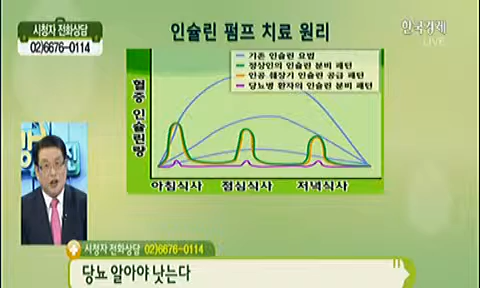 시청자 전화상담
02)6676-0114
인슐린 펌프 치료 원리
한국경제
LIVE
기존 인슐린 요법
정상인의 인슐린 분비 패턴
인공 췌장기 인슐린 공급 패턴
당뇨병 환자의 인슐린 분비 패턴
혈중 인슐린량
아침식사 점심식사 저녁식사
시청자 전화상담 02)6676-0114
당뇨 알아야 낫는다